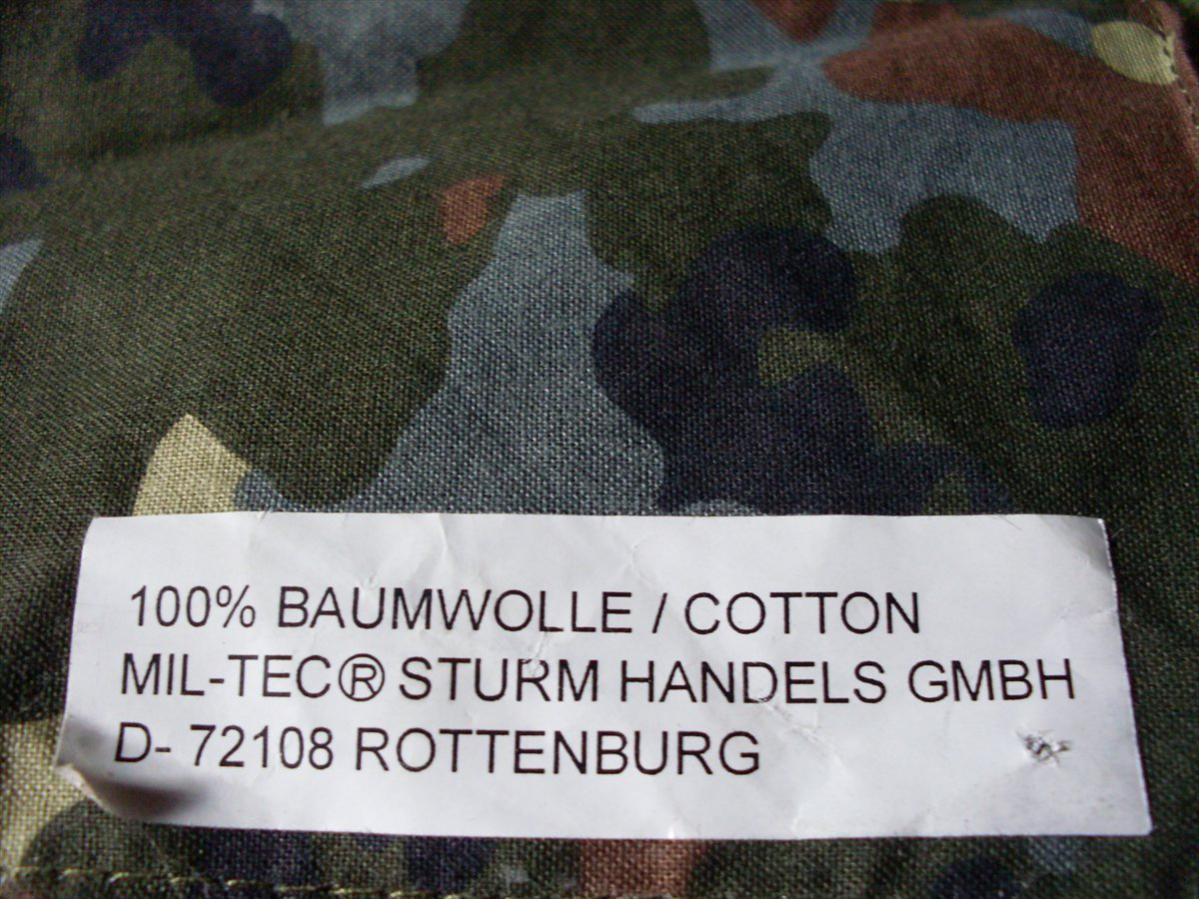 100% BAUMWOLLE / COTTON
MIL-TEC® STURM HANDELS GMBH
D- 72108 ROTTENBURG